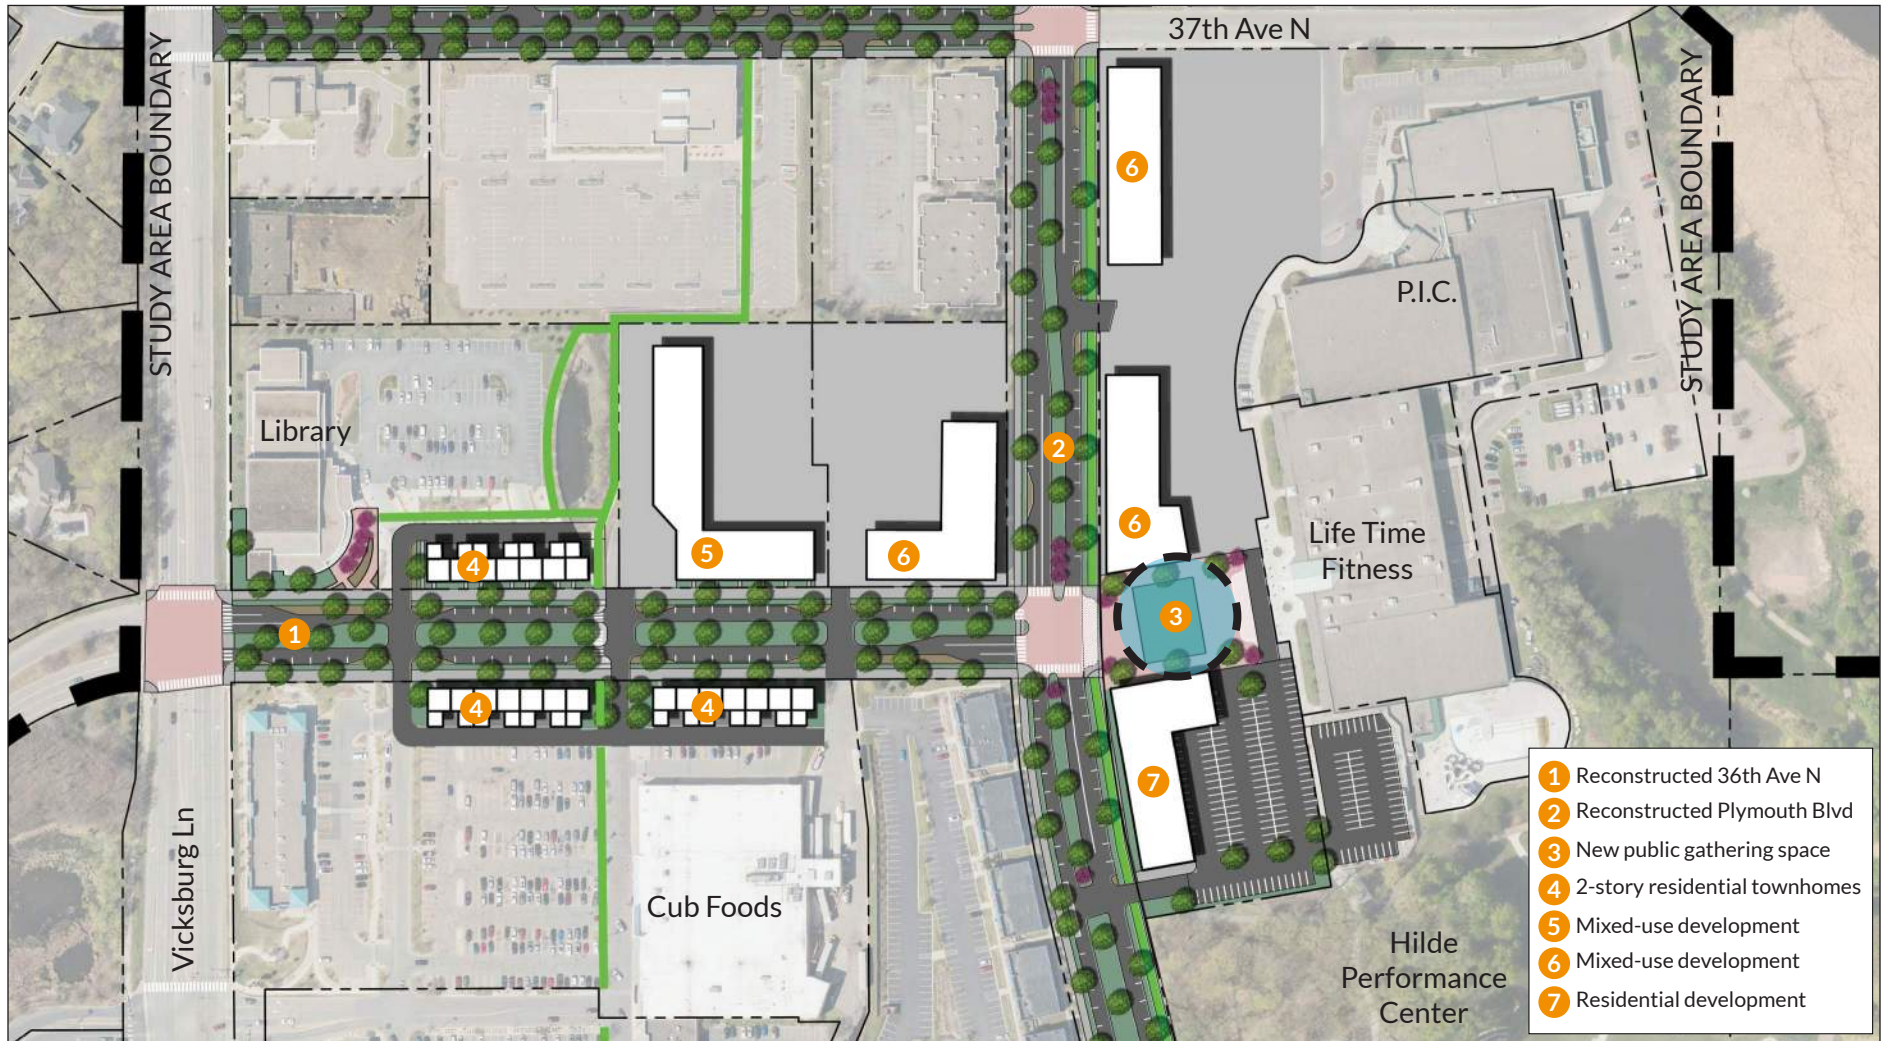 37th Ave N
STUDY AREA BOUNDARY
STUDY AREA BOUNDARY
6
P.I.C.
Library
2
6
5
6
4
Life Time
Fitness
3
1
4
4
7
Vicksburg Ln
Cub Foods
Hilde
Performance
Center
1 Reconstructed 36th Ave N
2 Reconstructed Plymouth Blvd
3 New public gathering space
4 2-story residential townhomes
5 Mixed-use development
6 Mixed-use development
7 Residential development